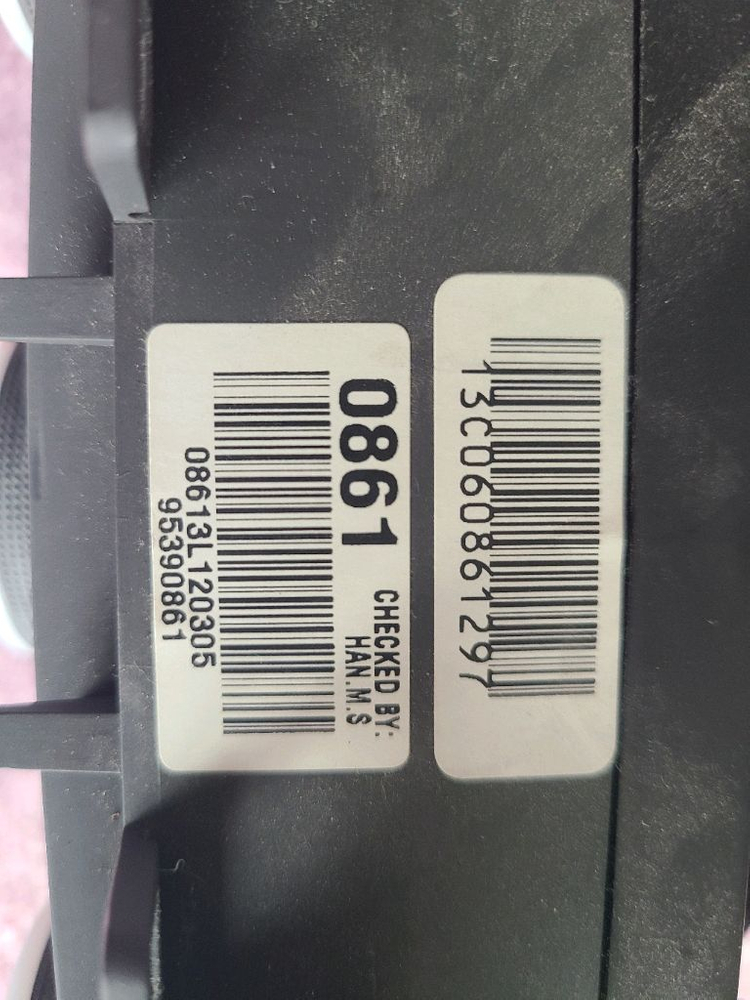 13C060861297
0861
CHECKED BY:
HAN.M.S
08613L120305
95390861